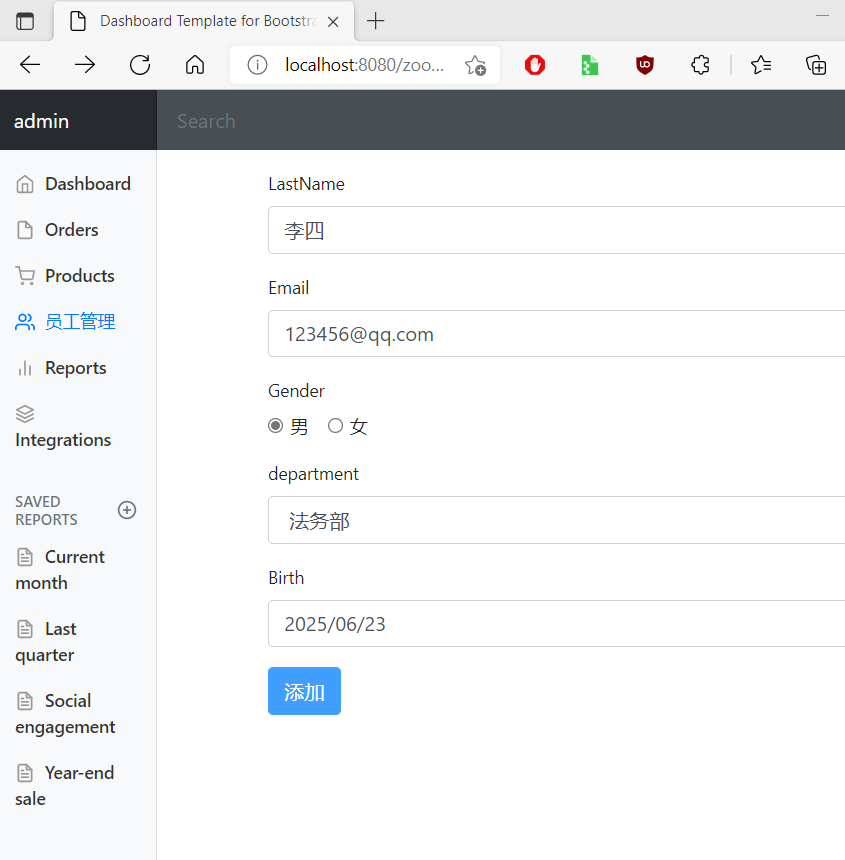 Dashboard Template for Bootstra
localhost:8080/zoo...
admin
Search
Dashboard
Orders
Products
员工管理
Reports
Integrations
SAVED
REPORTS
Current
month
Last
quarter
Social
engagement
Year-end
sale
LastName
李四
Email
123456@qq.com
Gender
男 女
department
法务部
Birth
2025/06/23
添加